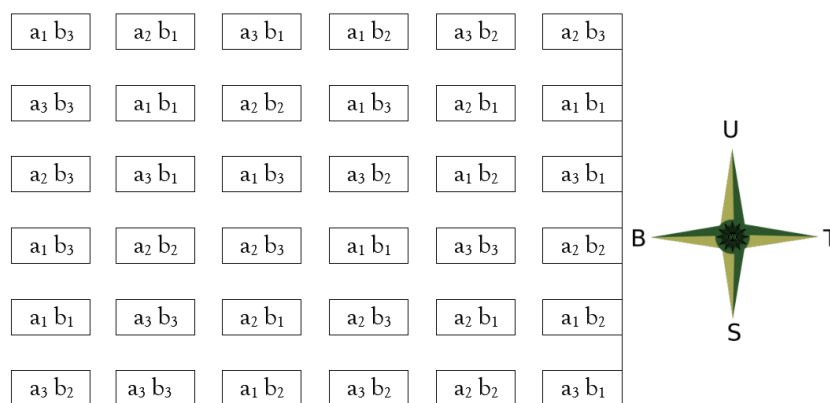 a₁ b₃ a₂ b₁ a₃ b₁ a₁ b₂ a₃ b₂ a₂ b₃
a₃ b₃ a₁ b₁ a₂ b₂ a₁ b₃ a₂ b₁ a₁ b₁
U
a₂ b₃ a₃ b₁ a₁ b₃ a₃ b₂ a₁ b₂ a₃ b₁
a₁ b₃ a₂ b₂ a₂ b₃ a₁ b₁ a₃ b₃ a₂ b₂ B T
a₁ b₁ a₃ b₃ a₂ b₁ a₂ b₃ a₂ b₁ a₁ b₂
S
a₃ b₂ a₃ b₃ a₁ b₂ a₃ b₂ a₂ b₂ a₃ b₁